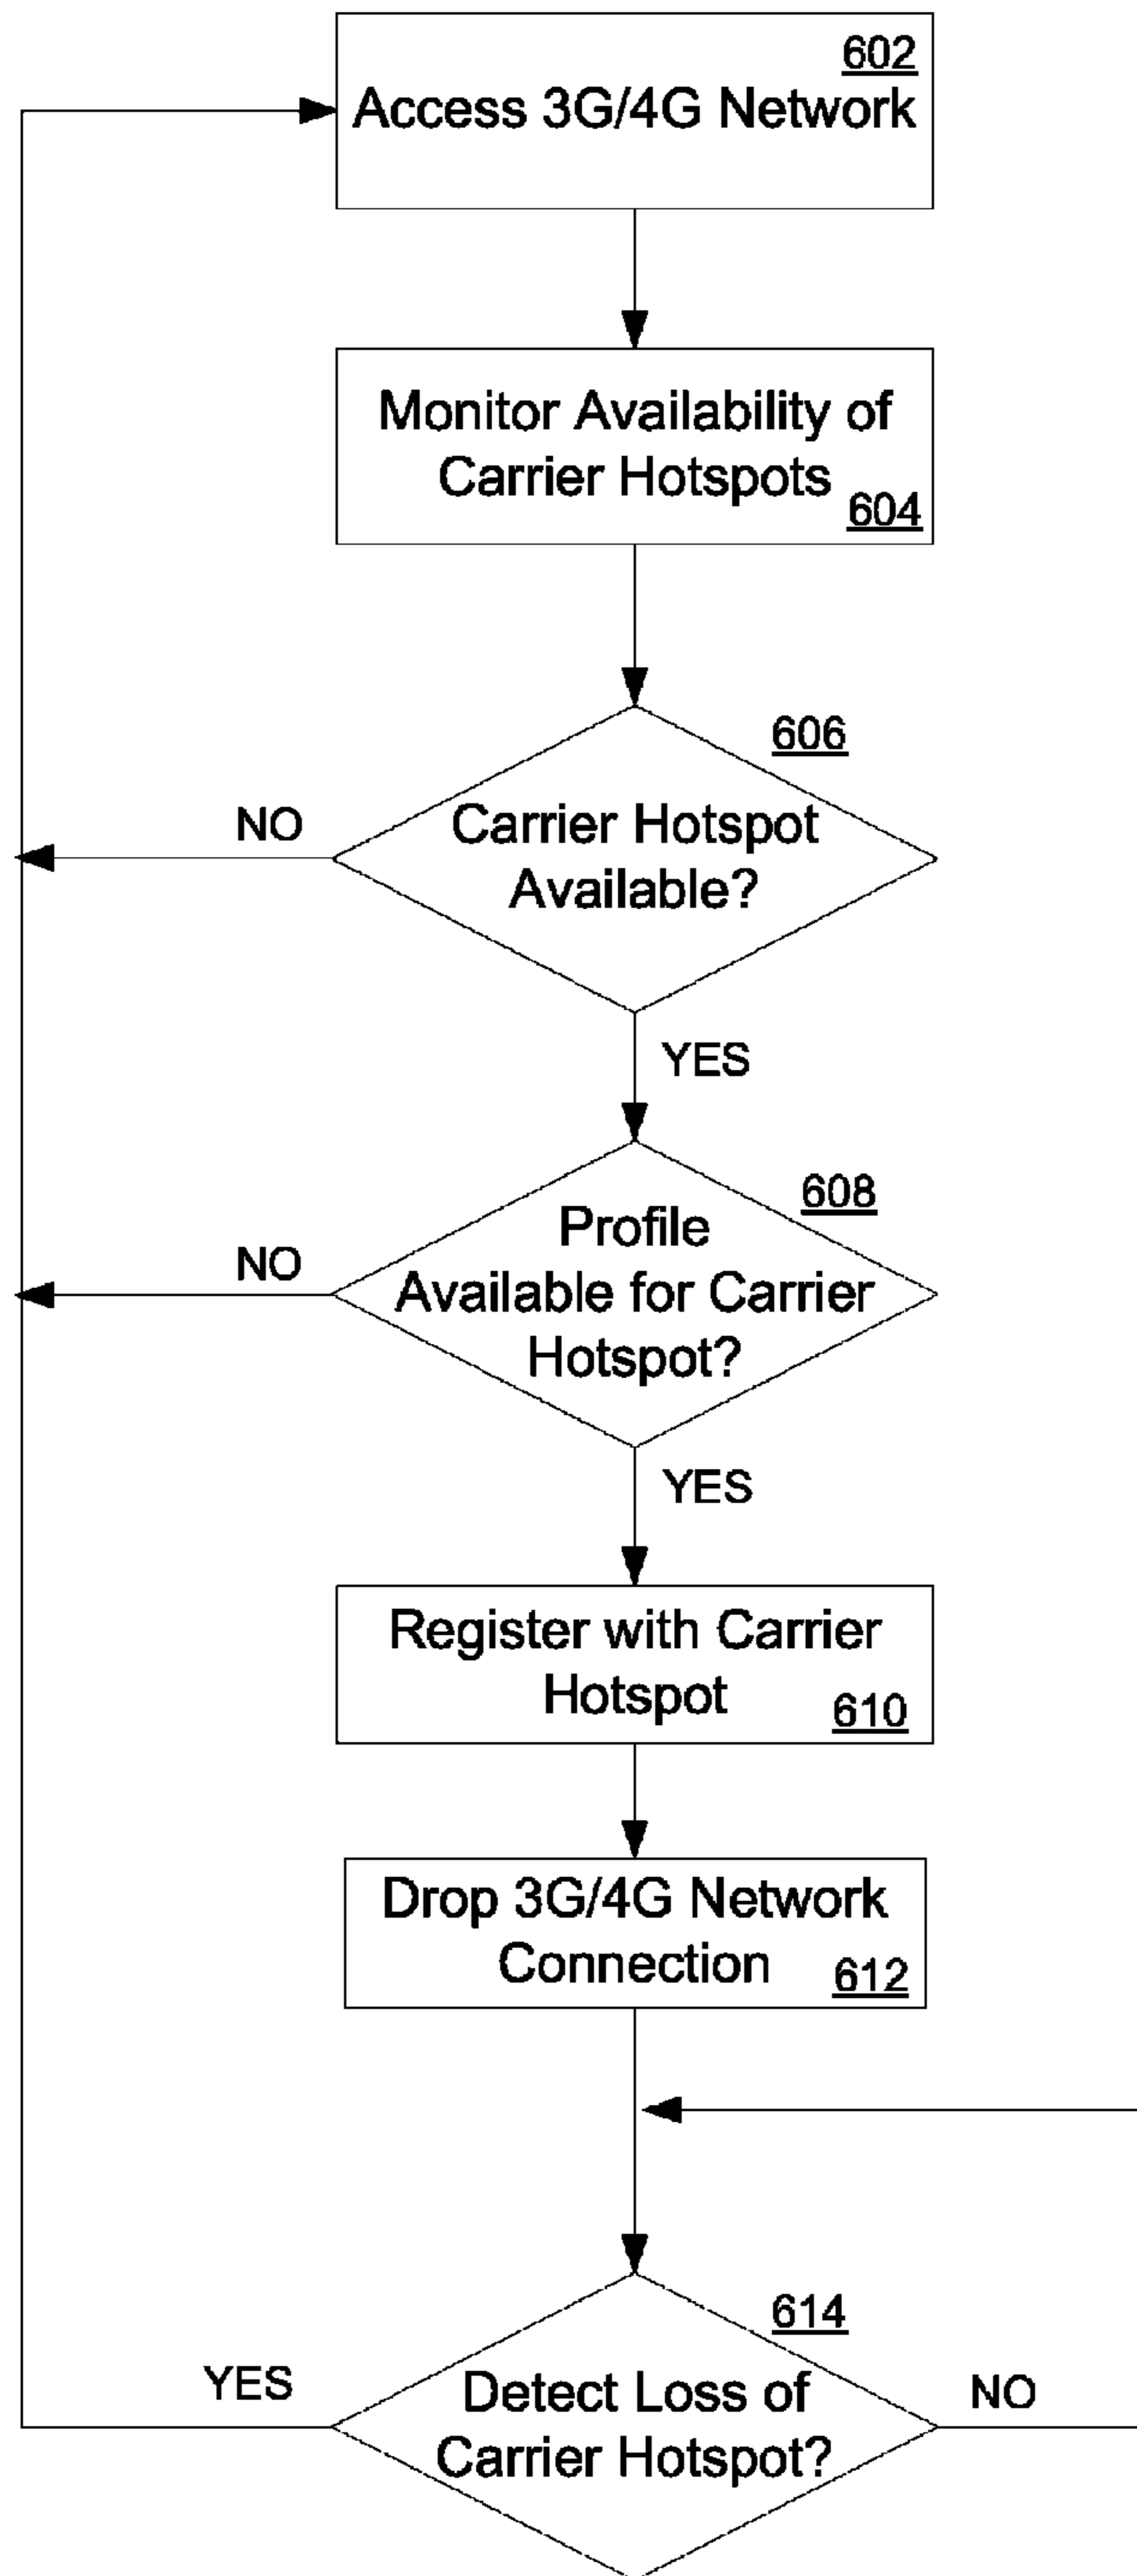 602
Access 3G/4G Network
Monitor Availability of
Carrier Hotspots
604
606
NO
Carrier Hotspot
Available?
YES
608
NO
Profile
Available for Carrier
Hotspot?
YES
Register with Carrier
Hotspot
610
Drop 3G/4G Network
Connection
612
614
YES
Detect Loss of
Carrier Hotspot?
NO